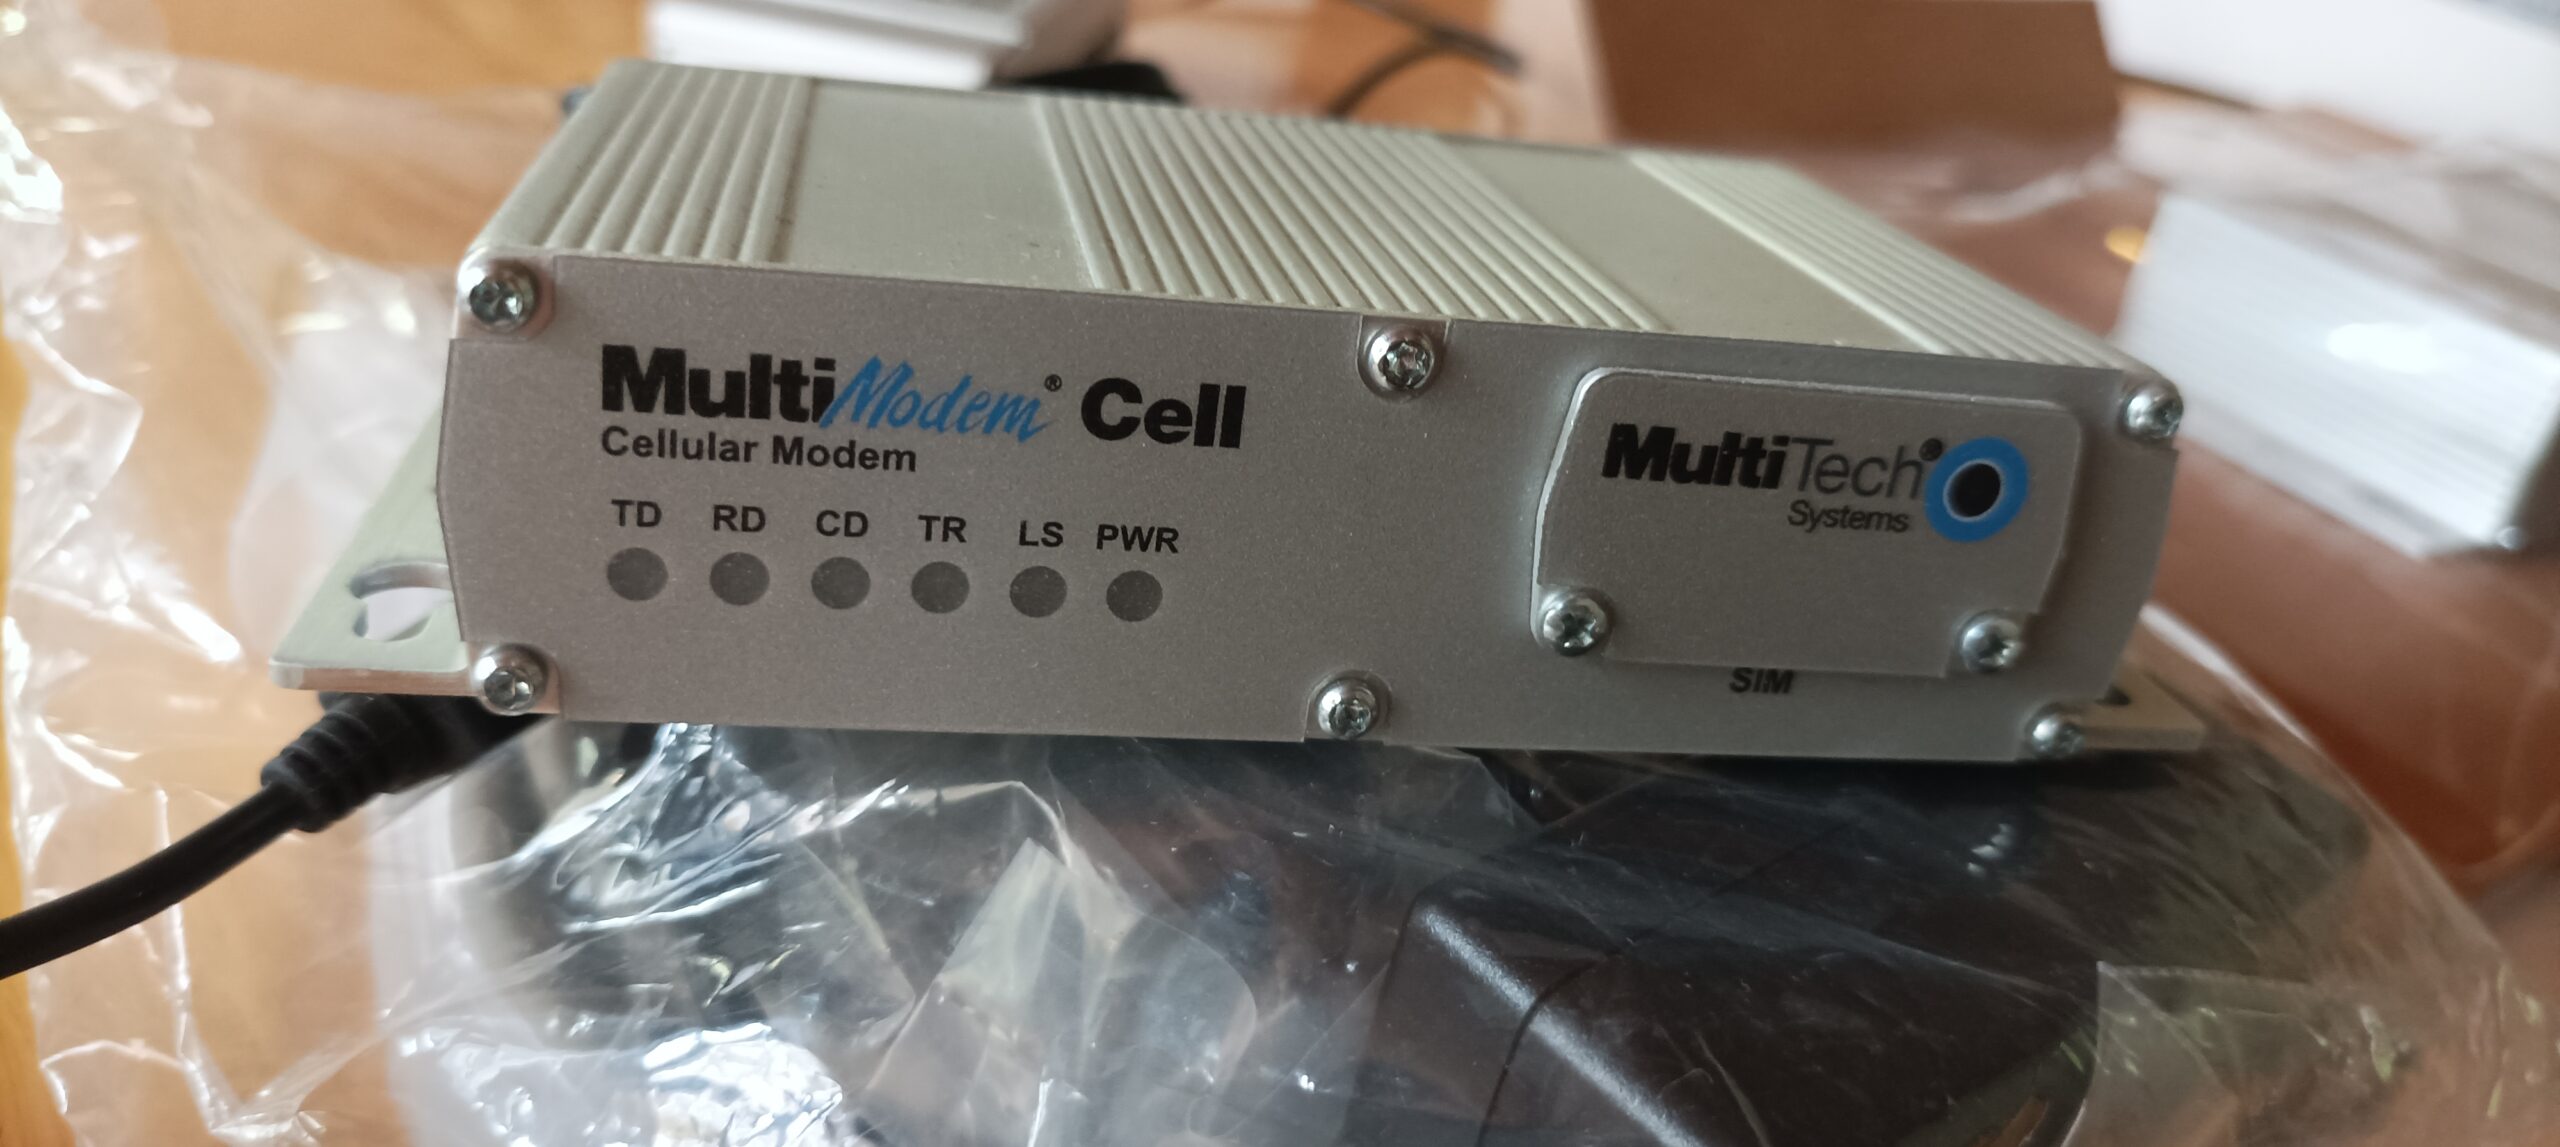 MultiModem® Cell
Cellular Modem
TD RD CD TR LS PWR
MultiTech®
Systems
SIM